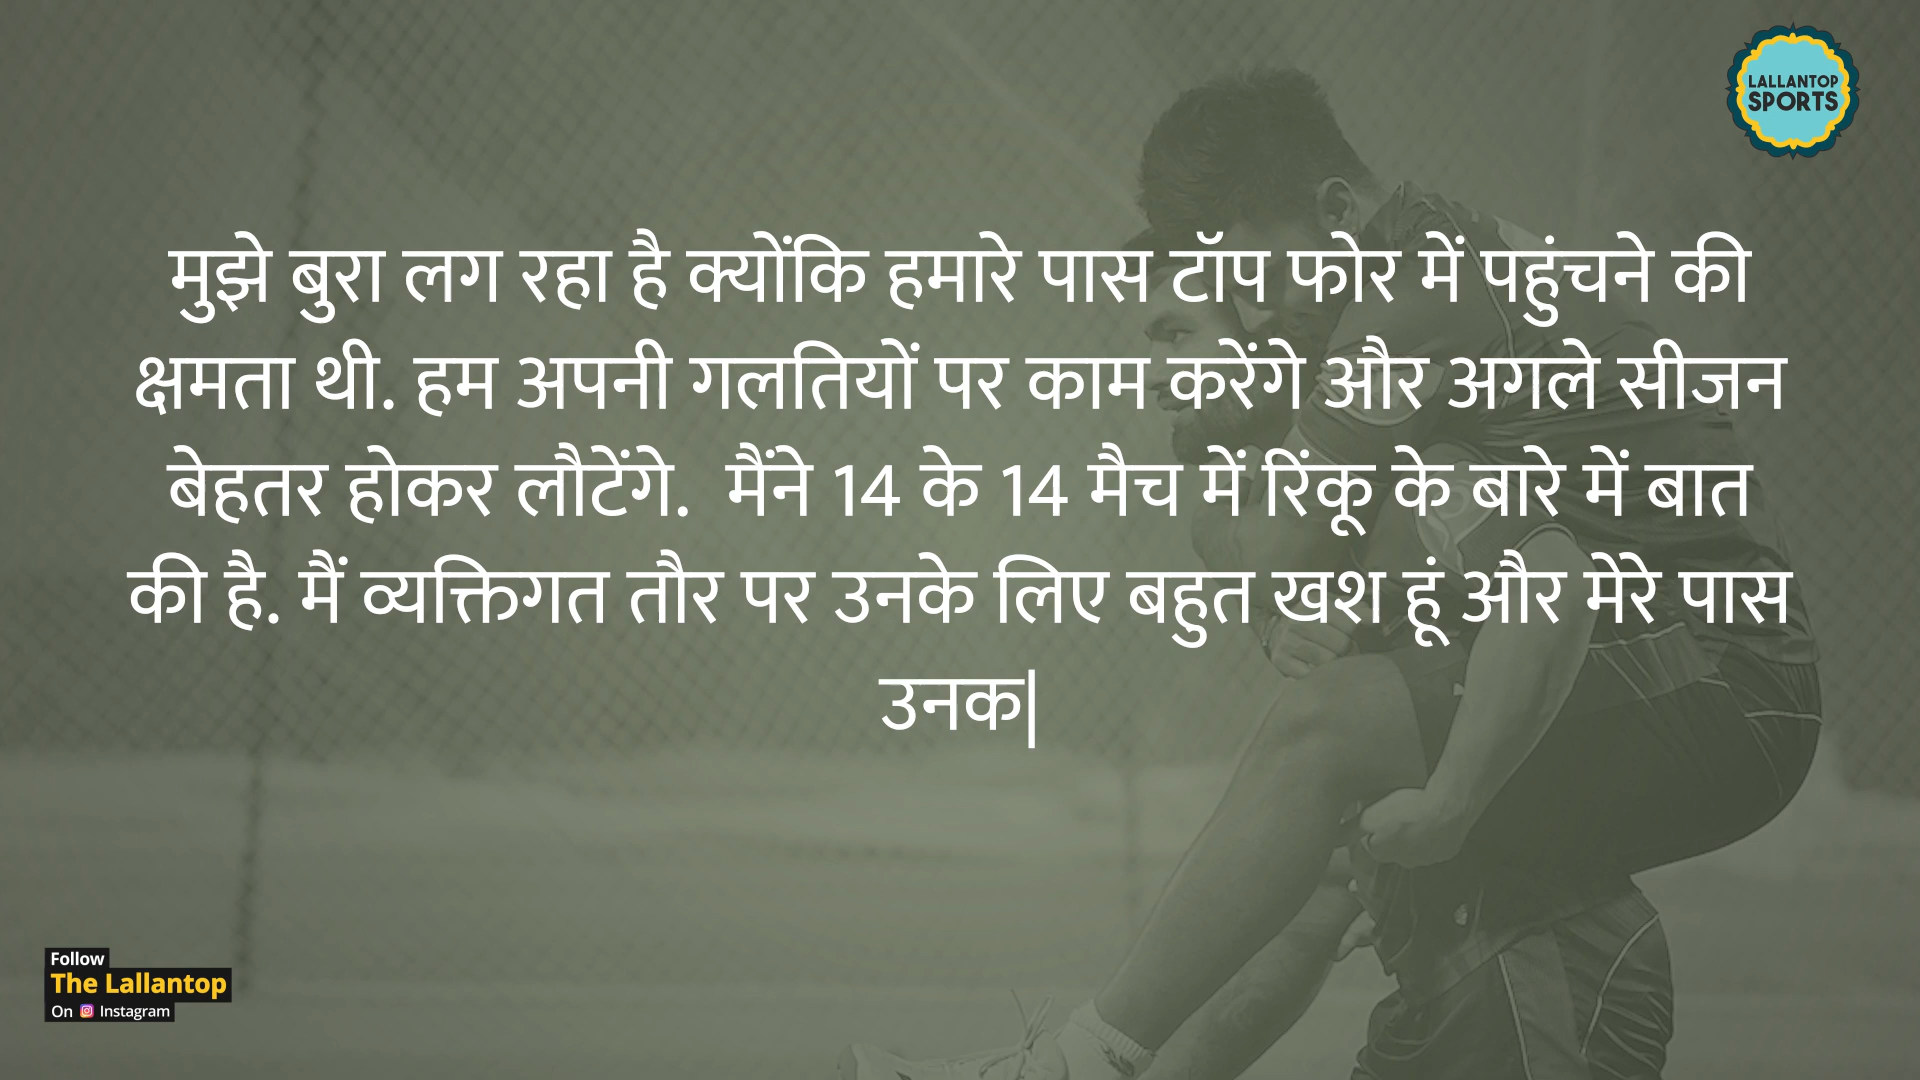 LALLANTOP
SPORTS
मुझे बुरा लग रहा है क्योंकि हमारे पास टॉप फोर में पहुंचने की
क्षमता थी. हम अपनी गलतियों पर काम करेंगे और अगले सीजन
बेहतर होकर लौटेंगे. मैंने 14 के 14 मैच में रिंकू के बारे में बात
की है. मैं व्यक्तिगत तौर पर उनके लिए बहुत खश हूं और मेरे पास
उनक|
Follow
The Lallantop
On Instagram